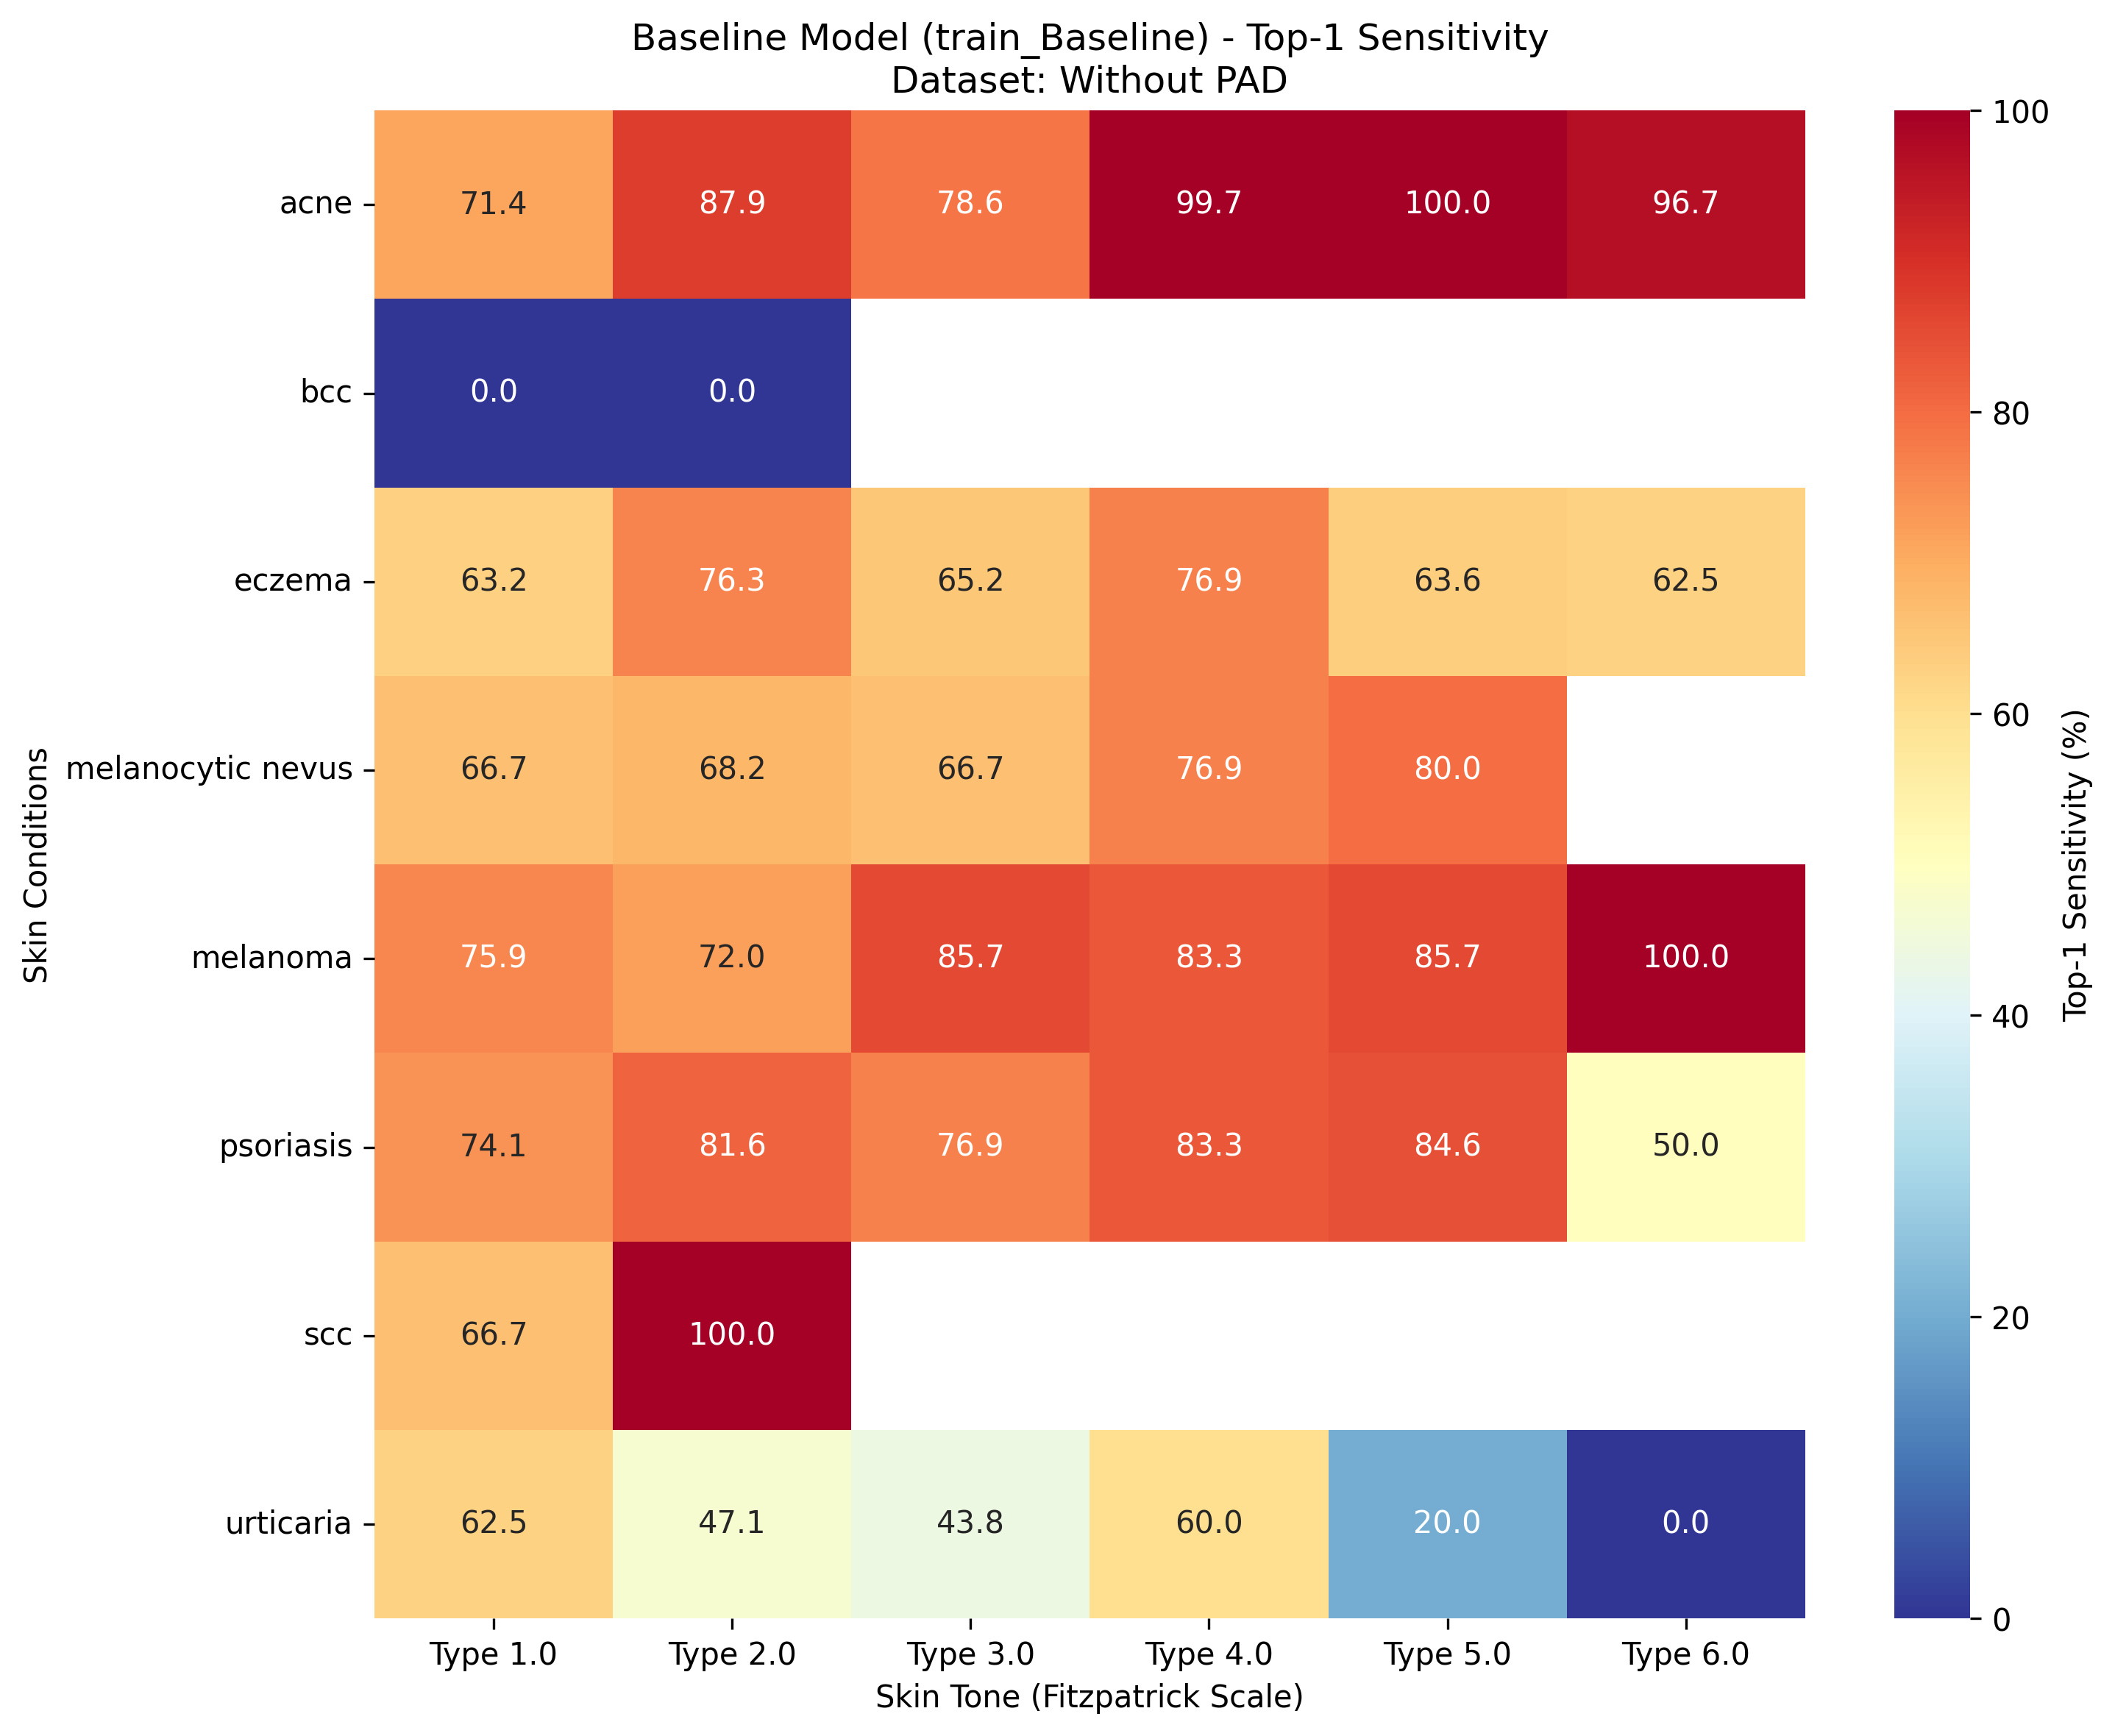 Baseline Model (train_Baseline) - Top-1 Sensitivity
Dataset: Without PAD
Skin Conditions
acne 71.4 87.9 78.6 99.7 100.0 96.7
bcc 0.0 0.0
eczema 63.2 76.3 65.2 76.9 63.6 62.5
melanocytic nevus 66.7 68.2 66.7 76.9 80.0
melanoma 75.9 72.0 85.7 83.3 85.7 100.0
psoriasis 74.1 81.6 76.9 83.3 84.6 50.0
scc 66.7 100.0
urticaria 62.5 47.1 43.8 60.0 20.0 0.0
Type 1.0 Type 2.0 Type 3.0 Type 4.0 Type 5.0 Type 6.0
Skin Tone (Fitzpatrick Scale)
100
80
60
40
20
0
Top-1 Sensitivity (%)